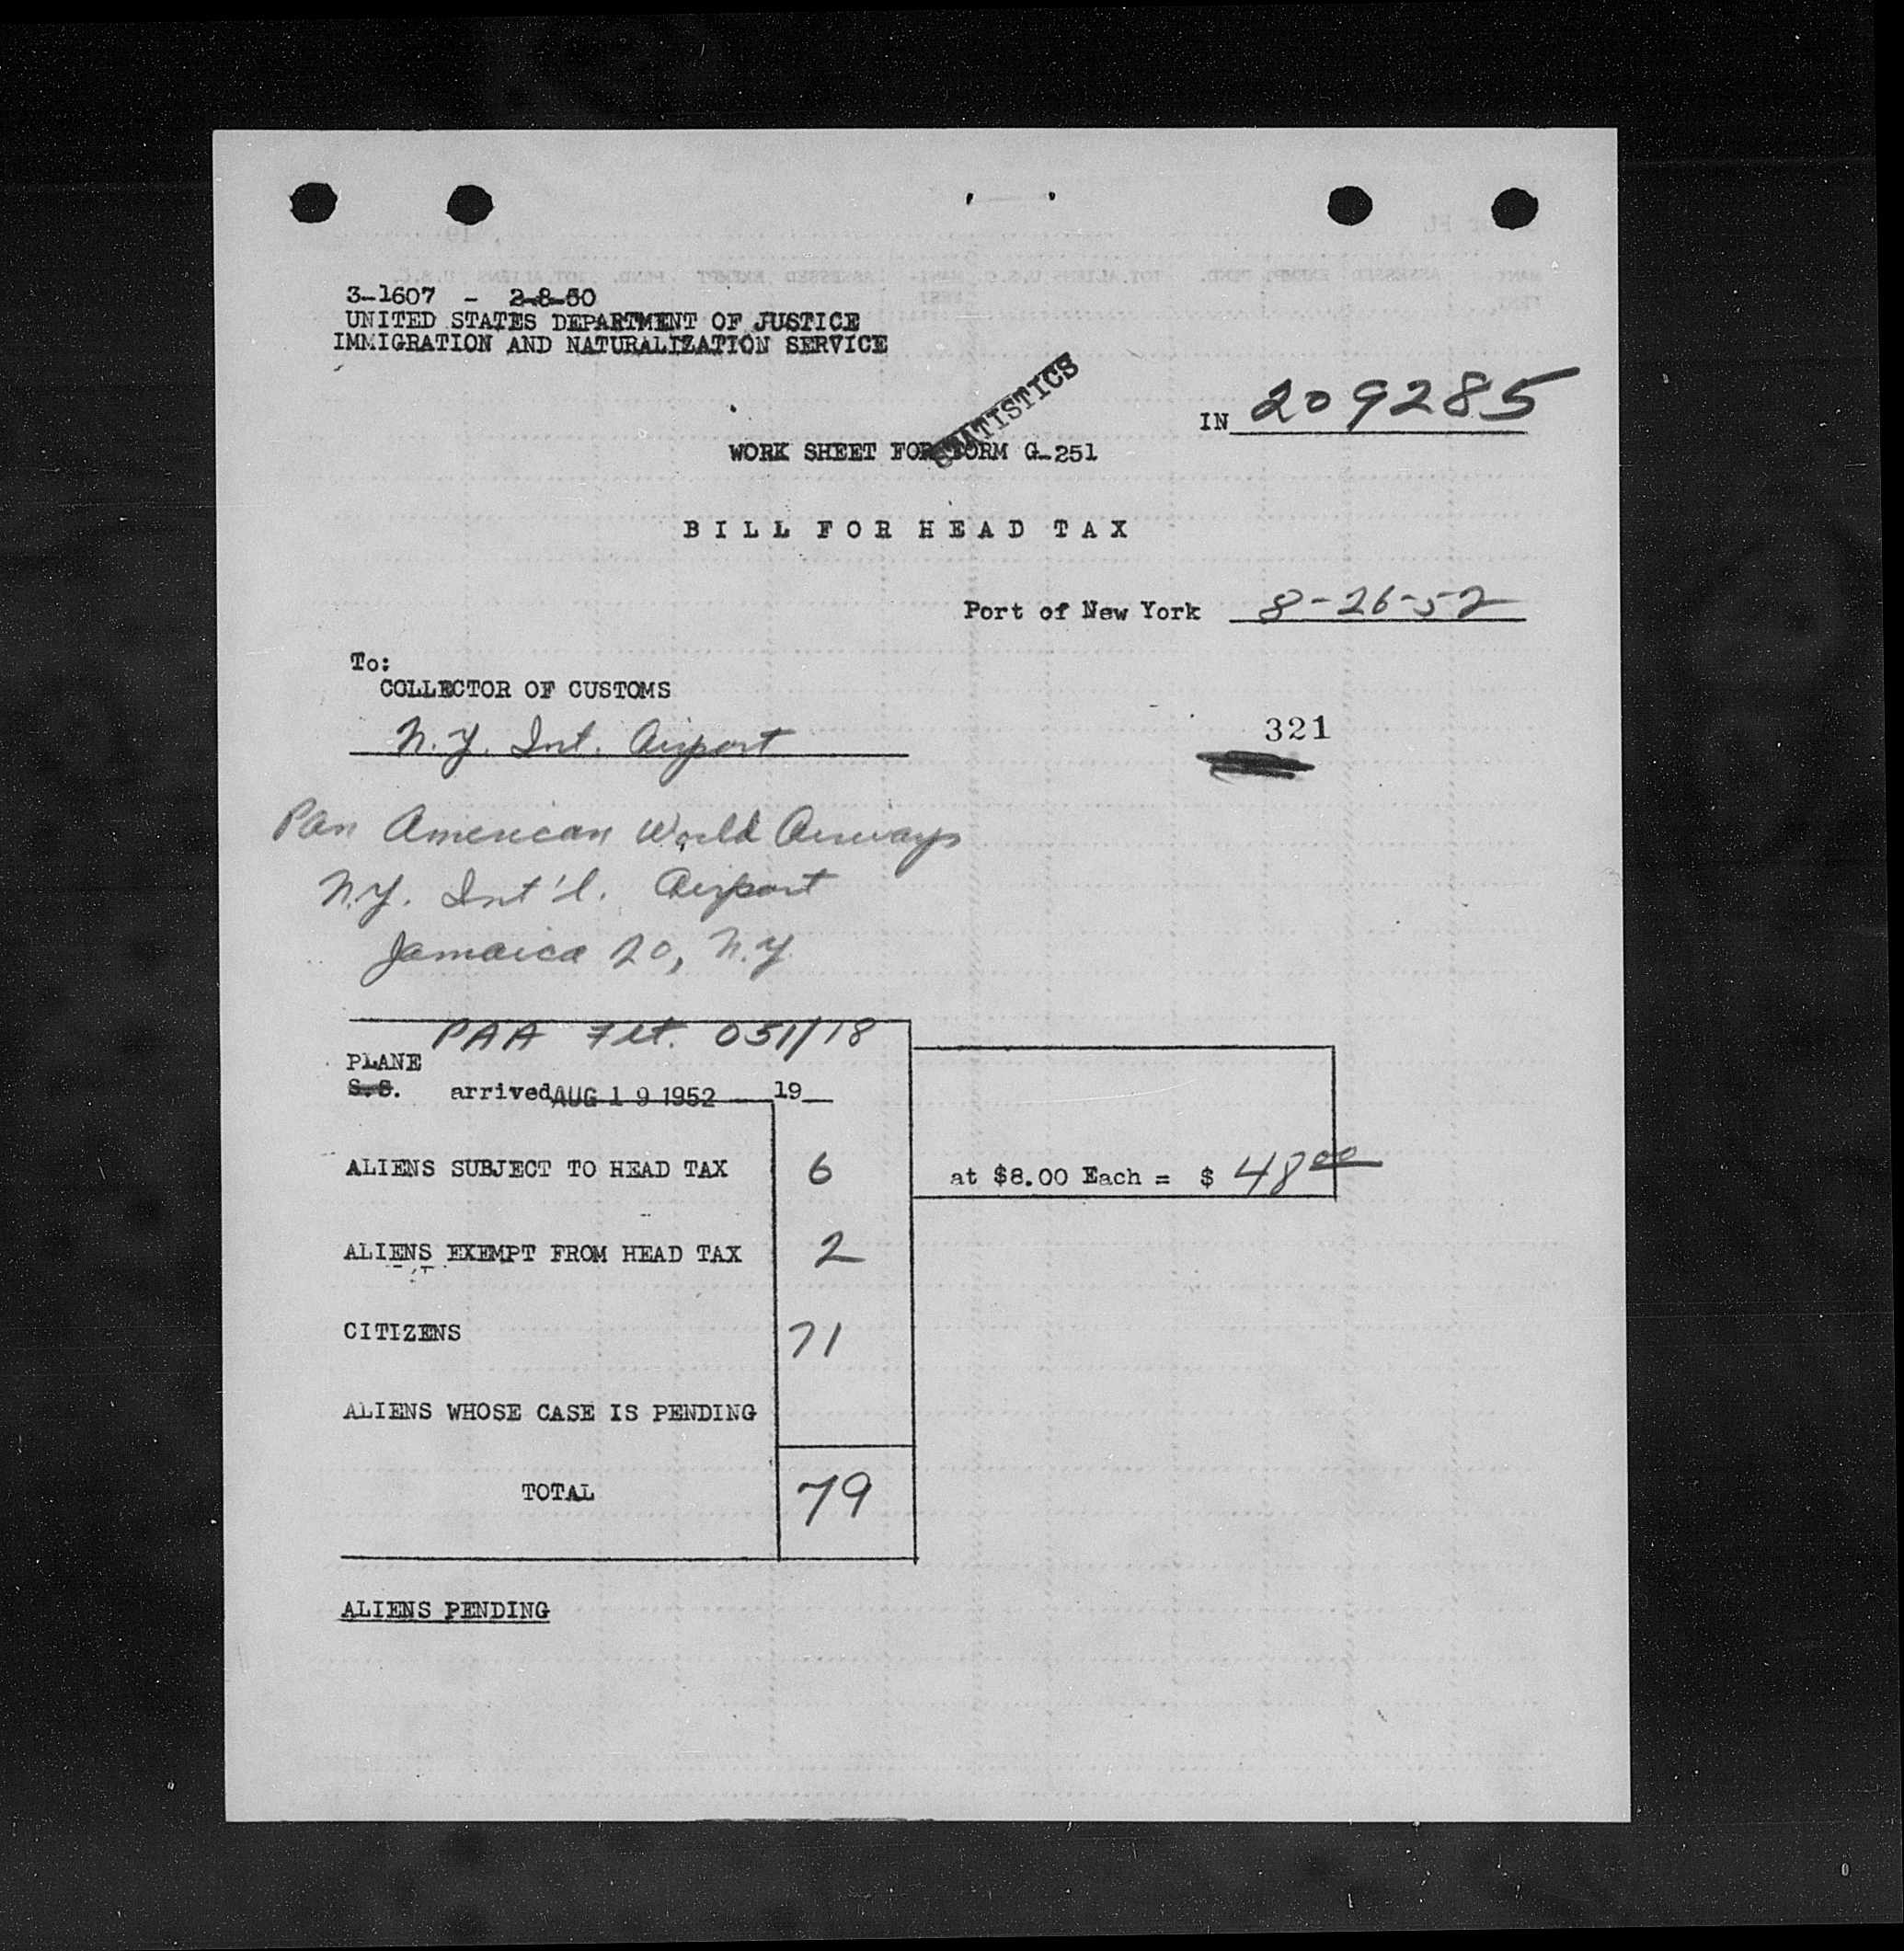 3-1607 - 2-8-50
UNITED STATES DEPARTMENT OF JUSTICE
IMMIGRATION AND NATURALIZATION SERVICE
STATISTICS
IN 209285
WORK SHEET FOR FORM G-251
BILL FOR HEAD TAX
Port of New York 8-26-52
To:
COLLECTOR OF CUSTOMS
N.Y. Int. Airport
321
Pan American World Airways
N.Y. Int'l. Airport
Jamaica 20, N.Y.
PAA Flt. 051/18
PLANE
S.S. arrived AUG 19 1952 19
ALIENS SUBJECT TO HEAD TAX 6 at $8.00 Each = $ 48 00
ALIENS EXEMPT FROM HEAD TAX 2
CITIZENS 71
ALIENS WHOSE CASE IS PENDING
TOTAL 79
ALIENS PENDING